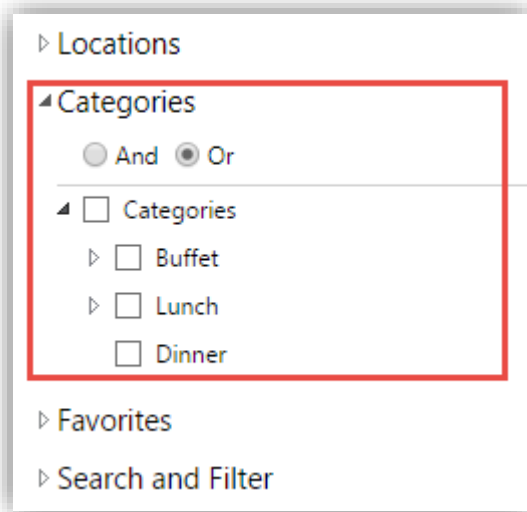 Locations
Categories
And Or
Categories
Buffet
Lunch
Dinner
Favorites
Search and Filter